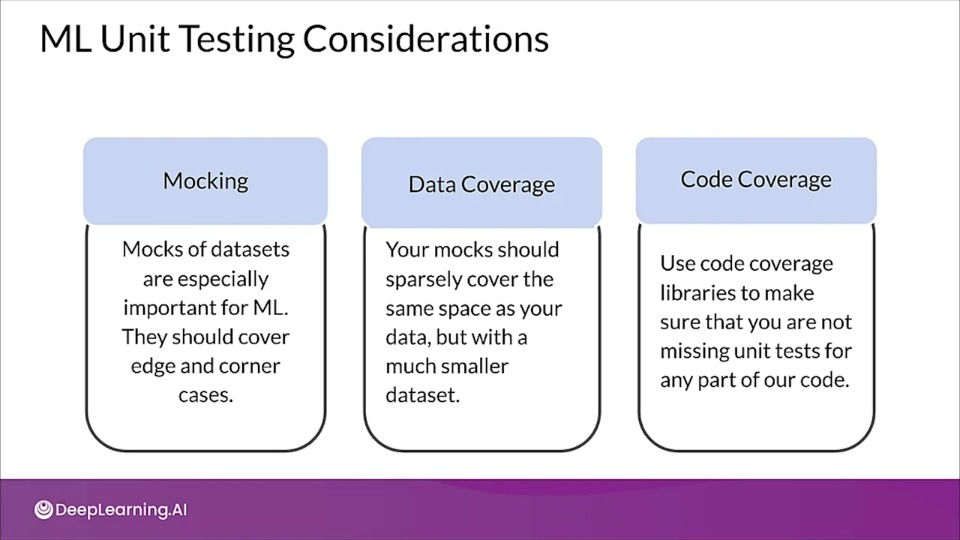 ML Unit Testing Considerations
Mocking
Mocks of datasets
are especially
important for ML.
They should cover
edge and corner
cases.
Data Coverage
Your mocks should
sparsely cover the
same space as your
data, but with a
much smaller
dataset.
Code Coverage
Use code coverage
libraries to make
sure that you are not
missing unit tests for
any part of our code.
DeepLearning.AI